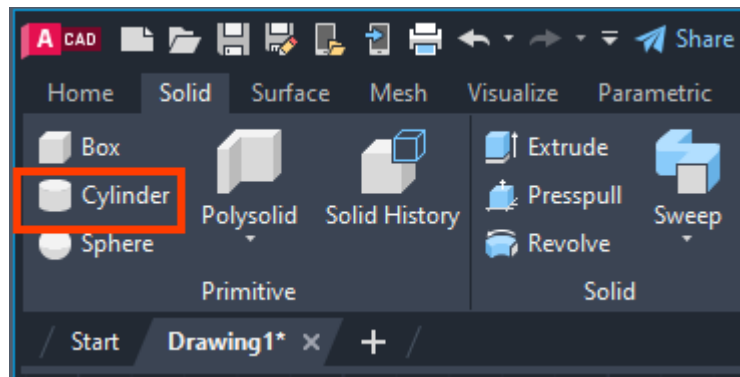 A CAD Share
Home Solid Surface Mesh Visualize Parametric
Box
Cylinder
Sphere
Polysolid
Solid History
Primitive
Extrude
Presspull
Revolve
Sweep
Solid
Start Drawing1*